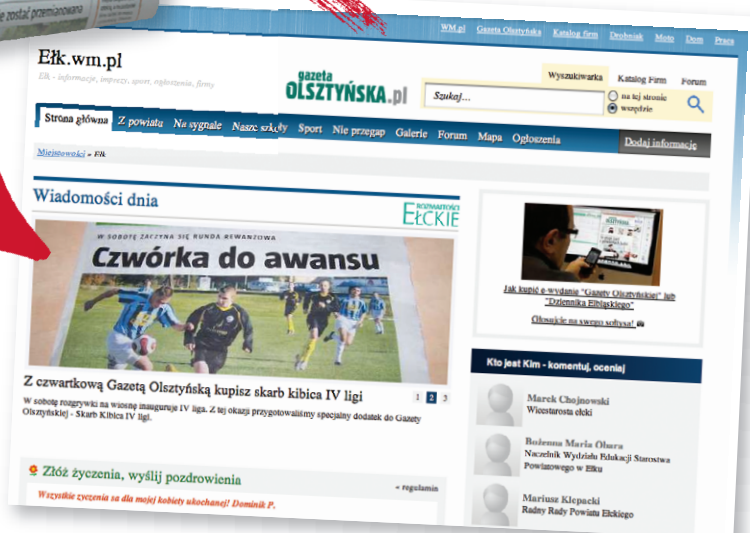 e zostać przemianowana
WM.pl Gazeta Olsztyńska Katalog firm Drobniak Moto Dom Praca
Ełk.wm.pl
Ełk - informacje, imprezy, sport, ogłoszenia, firmy
gazeta
OLSZTYŃSKA.pl
Wyszukiwarka Katalog Firm Forum
Szukaj...
na tej stronie
wszędzie
Strona główna Z powiatu Na sygnale Nasze szkoły Sport Nie przegap Galerie Forum Mapa Ogłoszenia
Dodaj informację
Miejscowości » Ełk
Wiadomości dnia
ROZMAITOŚCI
EŁCKIE
W SOBOTĘ ZACZYNA SIĘ RUNDA REWANŻOWA
Czwórka do awansu
Z czwartkową Gazetą Olsztyńską kupisz skarb kibica IV ligi
1 2 3
W sobotę rozgrywki na wiosnę inauguruje IV liga. Z tej okazji przygotowaliśmy specjalny dodatek do Gazety
Olsztyńskiej - Skarb Kibica IV ligi.
Złóż życzenia, wyślij pozdrowienia
« regulamin
Wszystkie zyczenia sa dla mojej kobiety ukochanej! Dominik P.
Jak kupić e-wydanie "Gazety Olsztyńskiej" lub
"Dziennika Elbląskiego"
Głosujcie na swego sołtysa!
Kto jest Kim - komentuj, oceniaj
Marek Chojnowski
Wicestarosta ełcki
Bożenna Maria Obara
Naczelnik Wydziału Edukacji Starostwa
Powiatowego w Ełku
Mariusz Klepacki
Radny Rady Powiatu Ełckiego